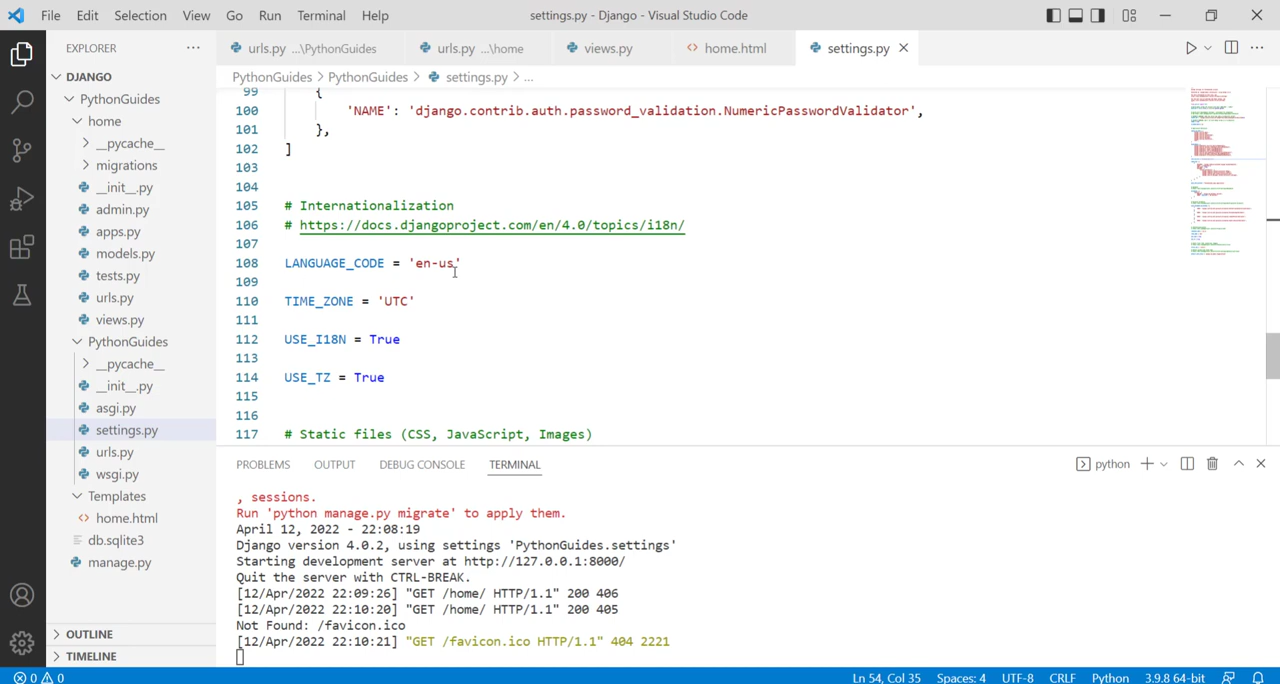 File Edit Selection View Go Run Terminal Help settings.py - Django - Visual Studio Code
EXPLORER ···
DJANGO
PythonGuides
home
__pycache__
migrations
__init__.py
admin.py
apps.py
models.py
tests.py
urls.py
views.py
PythonGuides
__pycache__
__init__.py
asgi.py
settings.py
urls.py
wsgi.py
Templates
home.html
db.sqlite3
manage.py
OUTLINE
TIMELINE
urls.py ...\PythonGuides urls.py ...\home views.py home.html settings.py
PythonGuides > PythonGuides > settings.py > ...
99 {
100 'NAME': 'django.contrib.auth.password_validation.NumericPasswordValidator',
101 },
102 ]
103
104
105 # Internationalization
106 # https://docs.djangoproject.com/en/4.0/topics/i18n/
107
108 LANGUAGE_CODE = 'en-us'
109
110 TIME_ZONE = 'UTC'
111
112 USE_I18N = True
113
114 USE_TZ = True
115
116
117 # Static files (CSS, JavaScript, Images)
PROBLEMS OUTPUT DEBUG CONSOLE TERMINAL python
, sessions.
Run 'python manage.py migrate' to apply them.
April 12, 2022 - 22:08:19
Django version 4.0.2, using settings 'PythonGuides.settings'
Starting development server at http://127.0.0.1:8000/
Quit the server with CTRL-BREAK.
[12/Apr/2022 22:09:26] "GET /home/ HTTP/1.1" 200 406
[12/Apr/2022 22:10:20] "GET /home/ HTTP/1.1" 200 405
Not Found: /favicon.ico
[12/Apr/2022 22:10:21] "GET /favicon.ico HTTP/1.1" 404 2221
0 0 Ln 54, Col 35 Spaces: 4 UTF-8 CRLF Python 3.9.8 64-bit